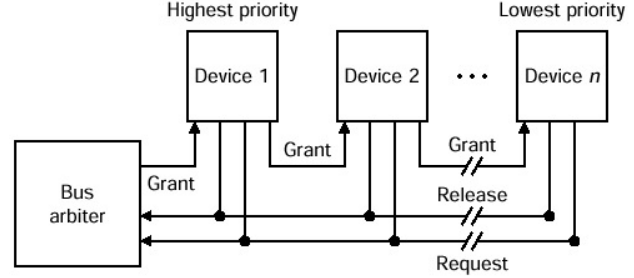 Highest priority
Lowest priority
Device 1
Device 2
...
Device n
Grant
Grant
Grant
Bus
arbiter
Release
Request